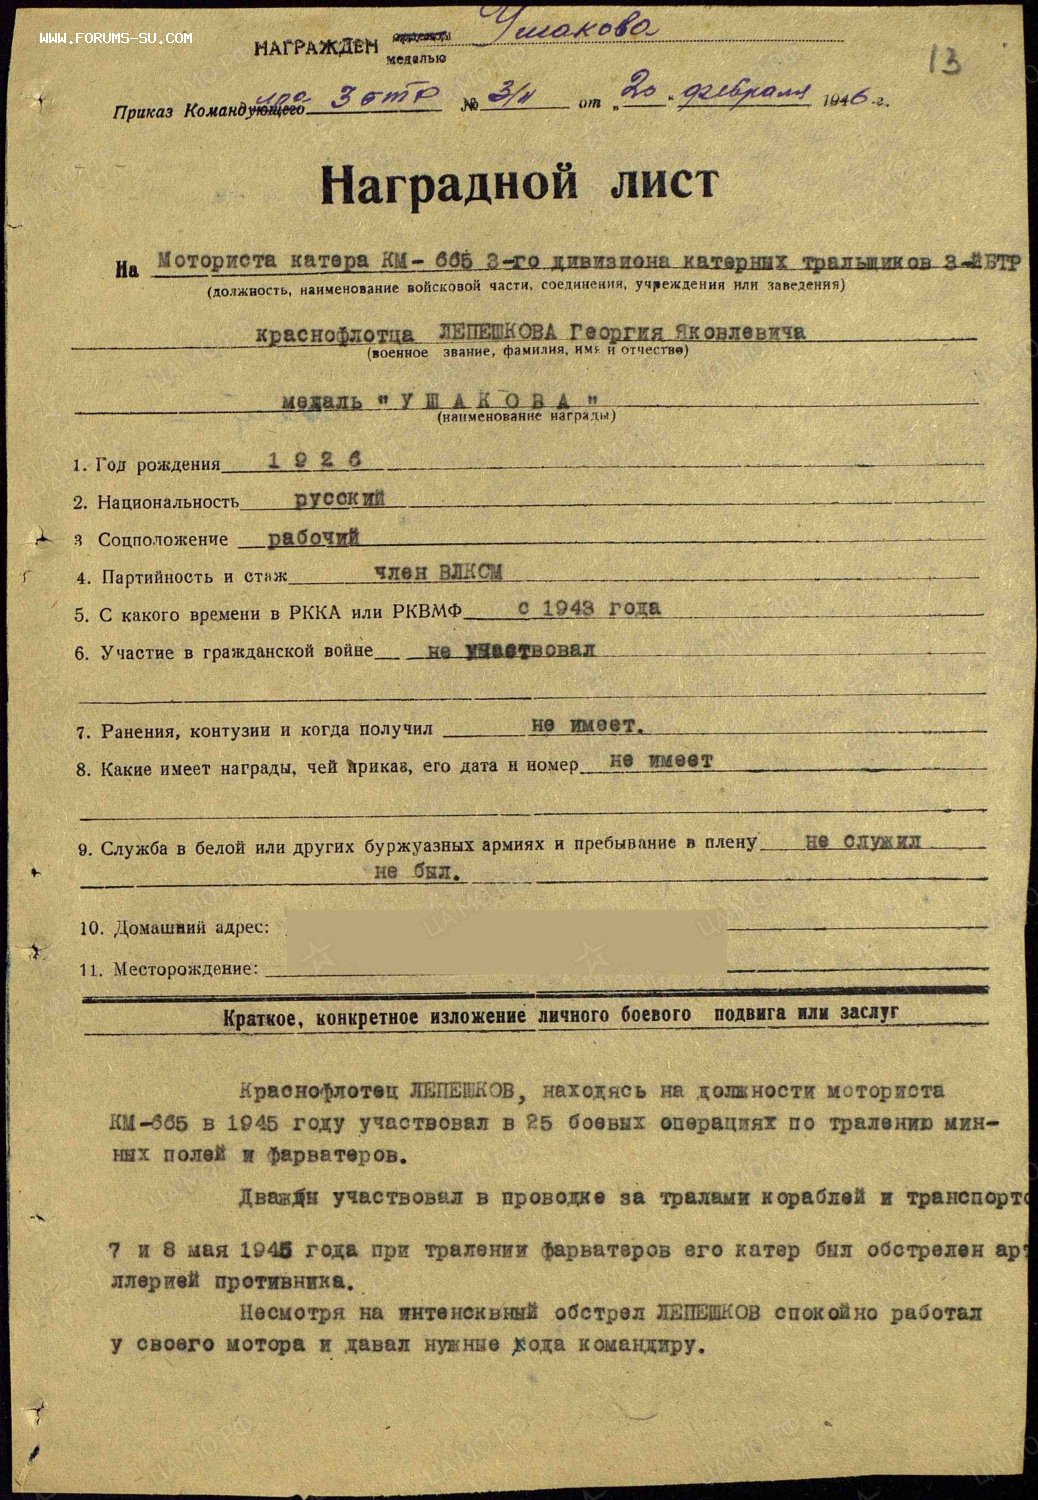 WWW.FORUMS-SU.COM
НАГРАЖДЕН медалью Ушакова
13
Приказ Командующего 3 бтр № 3/н от „20“ февраля 1946 г.
Наградной лист
На Моториста катера КМ-665 3-го дивизиона катерных тральщиков 3-й БТР
(должность, наименование войсковой части, соединения, учреждения или заведения)
краснофлотца ЛЕПЕШКОВА Георгия Яковлевича
(военное звание, фамилия, имя и отчество)
медаль " У Ш А К О В А "
(наименование награды)
1. Год рождения 1 9 2 6
2. Национальность русский
3 Соцположение рабочий
4. Партийность и стаж член ВЛКСМ
5. С какого времени в РККА или РКВМФ с 1943 года
6. Участие в гражданской войне не участвовал
7. Ранения, контузии и когда получил не имеет.
8. Какие имеет награды, чей приказ, его дата и номер не имеет
9. Служба в белой или других буржуазных армиях и пребывание в плену не служил
не был.
10. Домашний адрес:
11. Месторождение:
Краткое, конкретное изложение личного боевого подвига или заслуг
Краснофлотец ЛЕПЕШКОВ, находясь на должности моториста
КМ-665 в 1945 году участвовал в 25 боевых операциях по тралению мин-
ных полей и фарватеров.
Дважды участвовал в проводке за тралами кораблей и транспорто
7 и 8 мая 1945 года при тралении фарватеров его катер был обстрелен арт
ллерией противника.
Несмотря на интенсквный обстрел ЛЕПЕШКОВ спокойно работал
у своего мотора и давал нужные хода командиру.